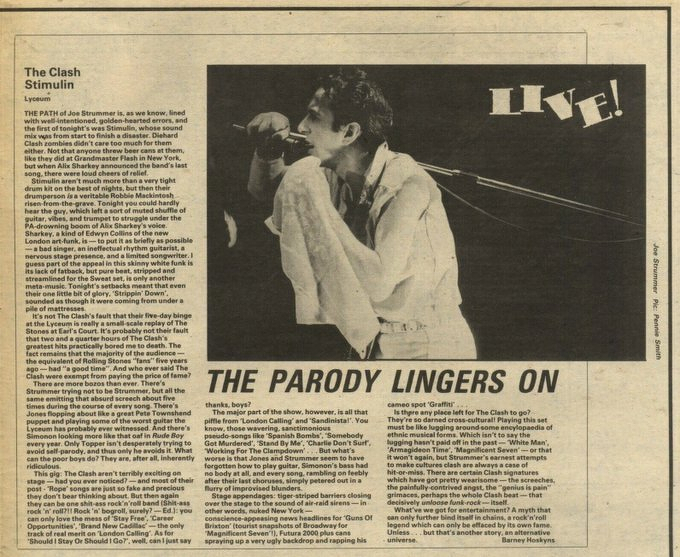 The Clash
Stimulin
Lyceum
THE PATH of Joe Strummer is, as we know, lined
with well-intentioned, golden-hearted errors, and
the first of tonight's was Stimulin, whose sound
mix was from start to finish a disaster. Diehard
Clash zombies didn't care too much for them
either. Not that anyone threw beer cans at them,
like they did at Grandmaster Flash in New York,
but when Alix Sharkey announced the band's last
song, there were loud cheers of relief.
Stimulin aren't much more than a very tight
drum kit on the best of nights, but then their
drumperson is a veritable Robbie Mackintosh
risen-from-the-grave. Tonight you could hardly
hear the guy, which left a sort of muted shuffle of
guitar, vibes, and trumpet to struggle under the
PA-drowning boom of Alix Sharkey's voice.
Sharkey, a kind of Edwyn Collins of the new
London art-funk, is — to put it as briefly as possible
— a bad singer, an ineffectual rhythm guitarist, a
nervous stage presence, and a limited songwriter. I
guess part of the appeal in this skinny white funk is
its lack of fatback, but pure beat, stripped and
streamlined for the Sweat set, is only another
meta-music. Tonight's setbacks meant that even
their one little bit of glory, 'Strippin' Down',
sounded as though it were coming from under a
pile of mattresses.
It's not The Clash's fault that their five-day binge
at the Lyceum is really a small-scale replay of The
Stones at Earl's Court. It's probably not their fault
that two and a quarter hours of The Clash's
greatest hits practically bored me to death. The
fact remains that the majority of the audience —
the equivalent of Rolling Stones "fans" five years
ago — had "a good time". And who ever said The
Clash were exempt from paying the price of fame?
There are more bozos than ever. There's
Strummer trying not to be Strummer, but all the
same emitting that absurd screech about five
times during the course of every song. There's
Jones flopping about like a great Pete Townshend
puppet and playing some of the worst guitar the
Lyceum has probably ever witnessed. And there's
Simonon looking more like that oaf in Rude Boy
every year. Only Topper isn't desperately trying to
avoid self-parody, and thus only he avoids it. What
can the poor boys do? They are, after all, inherently
ridiculous.
This gig: The Clash aren't terribly exciting on
stage — had you ever noticed? — and most of their
post - 'Rope' songs are just so fake and precious
they don't bear thinking about. But then again
they can be one shit-ass rock'n'roll band (Shit-ass
rock 'n' roll?!! Rock 'n' bogroll, surely? — Ed.): you
can only love the mess of 'Stay Free', 'Career
Opportunities', 'Brand New Cadillac' — the only
track of real merit on 'London Calling'. As for
'Should I Stay Or Should I Go?', well, can I just say
LIVE!
Joe Strummer Pic: Pennie Smith
THE PARODY LINGERS ON
thanks, boys?
The major part of the show, however, is all that
piffle from 'London Calling' and 'Sandinista!'. You
know, those wavering, sanctimonious
pseudo-songs like 'Spanish Bombs', 'Somebody
Got Murdered', 'Stand By Me', 'Charlie Don't Surf',
'Working For The Clampdown' . . . But what's
worse is that Jones and Strummer seem to have
forgotten how to play guitar, Simonon's bass had
no body at all, and every song, rambling on feebly
after their last choruses, simply petered out in a
flurry of improvised blunders.
Stage appendages: tiger-striped barriers closing
over the stage to the sound of air-raid sirens — in
other words, nuked New York —
conscience-appeasing news headlines for 'Guns Of
Brixton' (tourist snapshots of Broadway for
'Magnificent Seven'!), Futura 2000 plus cans
spraying up a very ugly backdrop and rapping his
cameo spot 'Graffiti' . . .
Is there any place left for The Clash to go?
They're so darned cross-cultural! Playing this set
must be like lugging around some encylopaedia of
ethnic musical forms. Which isn't to say the
lugging hasn't paid off in the past — 'White Man',
'Armagideon Time', 'Magnificent Seven' — or that
it won't again, but Strummer's earnest attempts
to make cultures clash are always a case of
hit-or-miss. There are certain Clash signatures
which have got pretty wearisome — the screeches,
the painfully-contrived angst, the "genius is pain"
grimaces, perhaps the whole Clash beat — that
decisively unloose funk-rock — itself.
What've we got for entertainment? A myth that
can only further bind itself in chains, a rock'n'roll
legend which can only be effaced by its own fame.
Unless . . . but that's another story, an alternative
universe. Barney Hoskyns